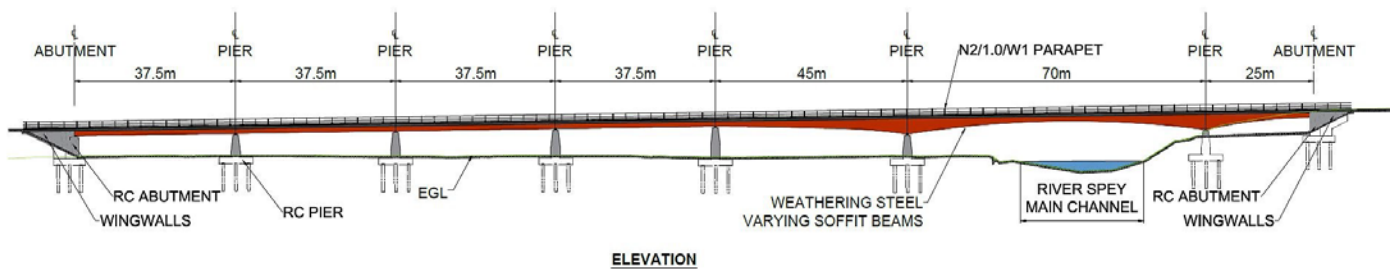 ℄ ABUTMENT
℄ PIER
℄ PIER
℄ PIER
℄ PIER
℄ PIER
℄ PIER
℄ ABUTMENT
N2/1.0/W1 PARAPET
37.5m
37.5m
37.5m
37.5m
45m
70m
25m
RC ABUTMENT
WINGWALLS
RC PIER
EGL
WEATHERING STEEL
VARYING SOFFIT BEAMS
RIVER SPEY
MAIN CHANNEL
RC ABUTMENT
WINGWALLS
ELEVATION